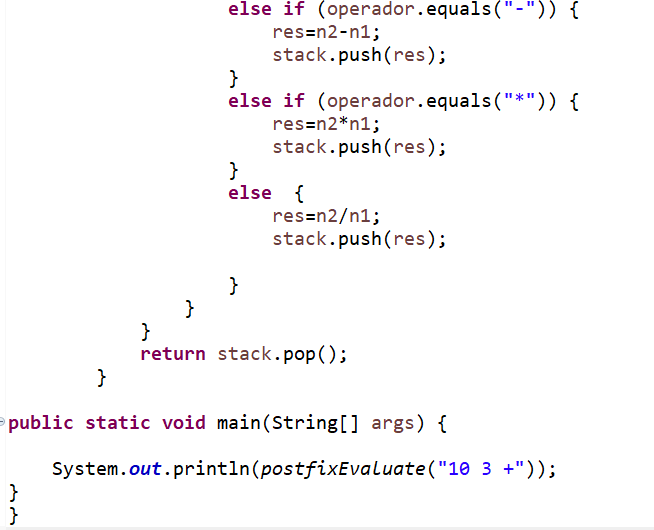 else if (operador.equals("-")) {
res=n2-n1;
stack.push(res);
}
else if (operador.equals("*")) {
res=n2*n1;
stack.push(res);
}
else  {
res=n2/n1;
stack.push(res);
}
}
}
return stack.pop();
}
public static void main(String[] args) {
System.out.println(postfixEvaluate("10 3 +"));
}
}